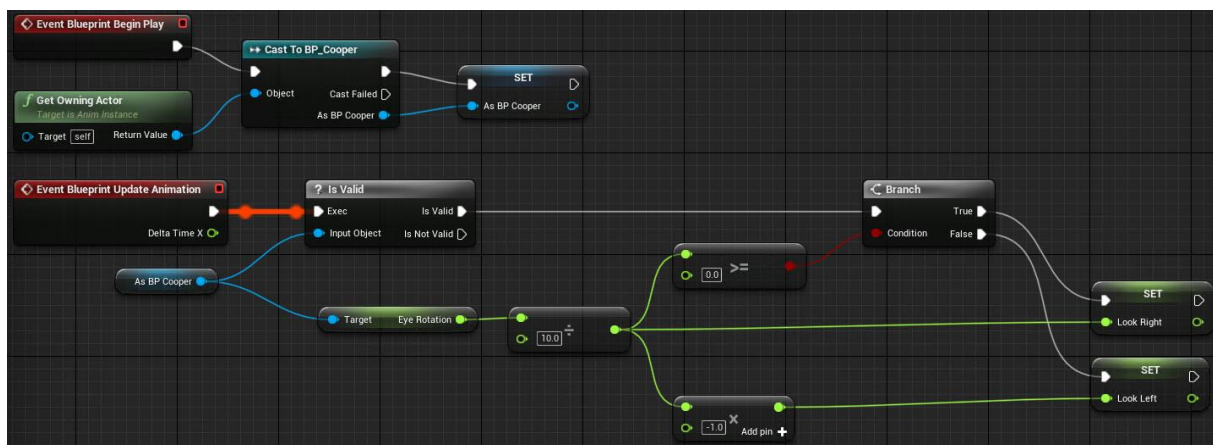 Event Blueprint Begin Play
Cast To BP_Cooper
Object
Cast Failed
As BP Cooper
SET
As BP Cooper
f Get Owning Actor
Target is Anim Instance
Target self Return Value
Event Blueprint Update Animation
Delta Time X
? Is Valid
Exec Is Valid
Input Object Is Not Valid
As BP Cooper
Target Eye Rotation
10.0 ÷
0.0 >=
-1.0 ×
Add pin +
Branch
True
Condition False
SET
Look Right
SET
Look Left